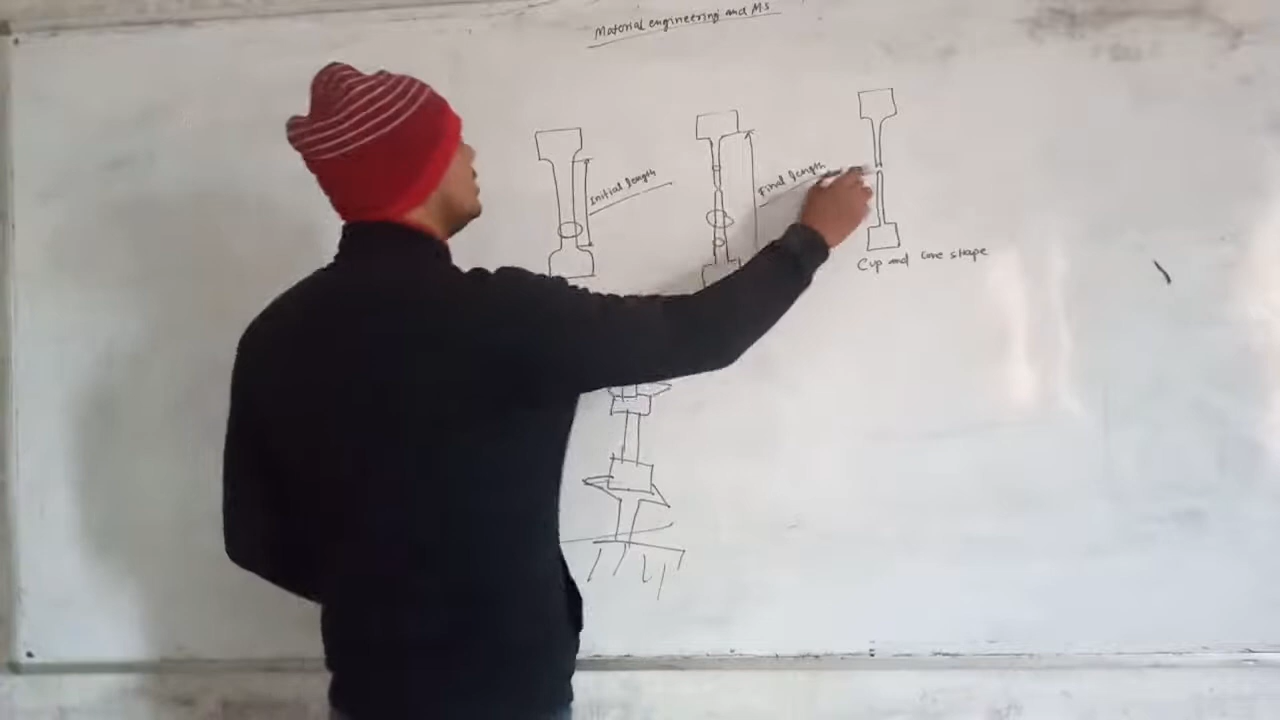 Material engineering and MS
Initial length
Final length
Cup and cone shape